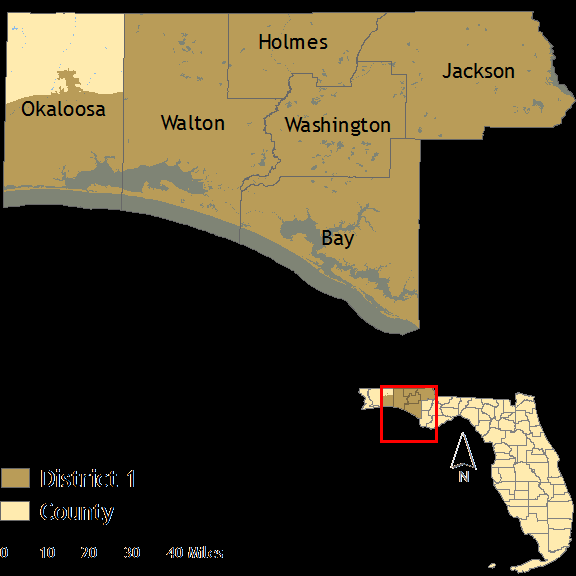 Holmes
Jackson
Okaloosa
Walton
Washington
Bay
N
District 1
County
0 10 20 30 40 Miles